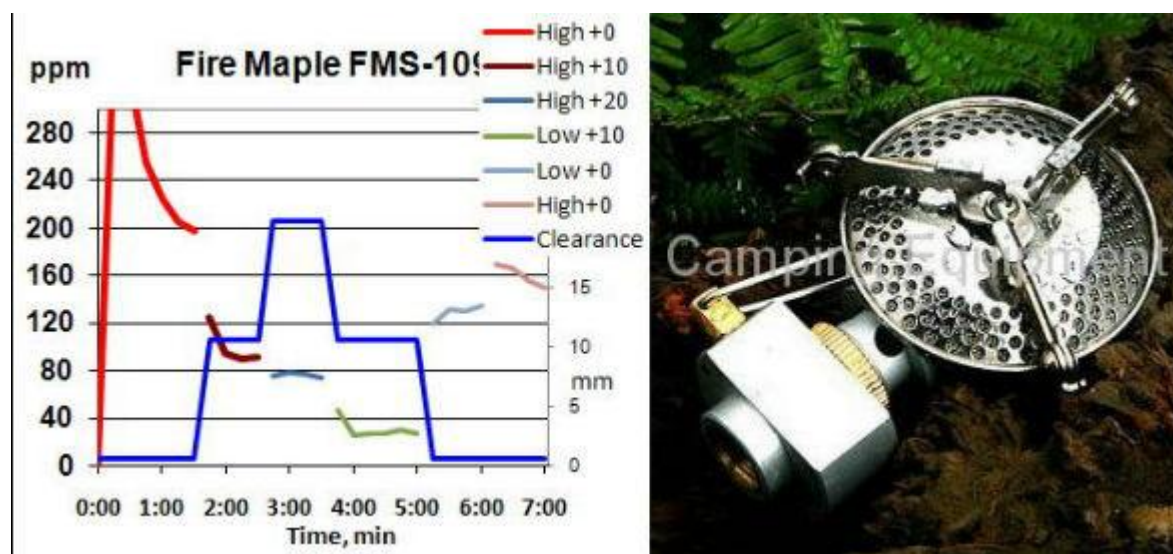 ppm
Fire Maple FMS-109
High +0
High +10
High +20
Low +10
Low +0
High+0
Clearance
280
240
200
160
120
80
40
0
15
10
mm
5
0
0:00 1:00 2:00 3:00 4:00 5:00 6:00 7:00
Time, min
Camping Equipment